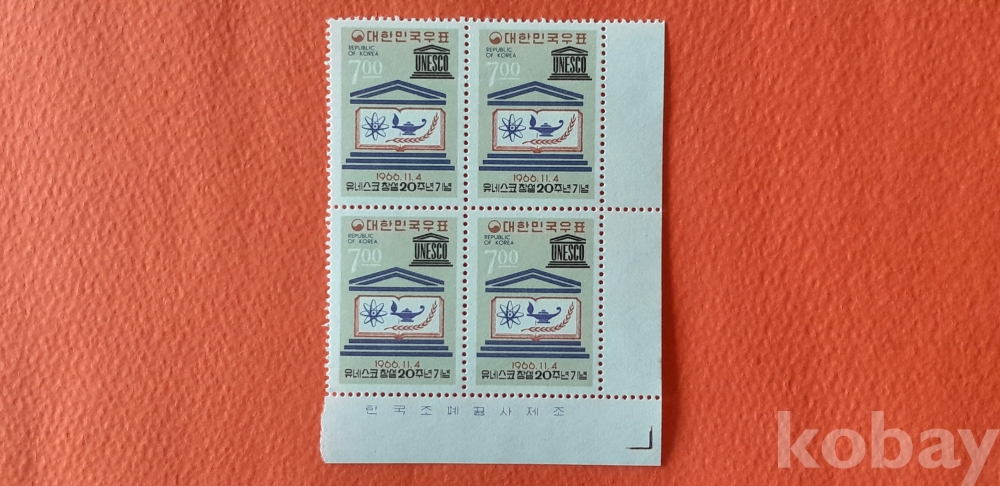 대한민국우표
REPUBLIC
OF KOREA
7.00
UNESCO
1966.11.4
유네스코창설20주년기념
대한민국우표
REPUBLIC
OF KOREA
7.00
UNESCO
1966.11.4
유네스코창설20주년기념
대한민국우표
REPUBLIC
OF KOREA
7.00
UNESCO
1966.11.4
유네스코창설20주년기념
대한민국우표
REPUBLIC
OF KOREA
7.00
UNESCO
1966.11.4
유네스코창설20주년기념
한국조폐공사제조
kobay